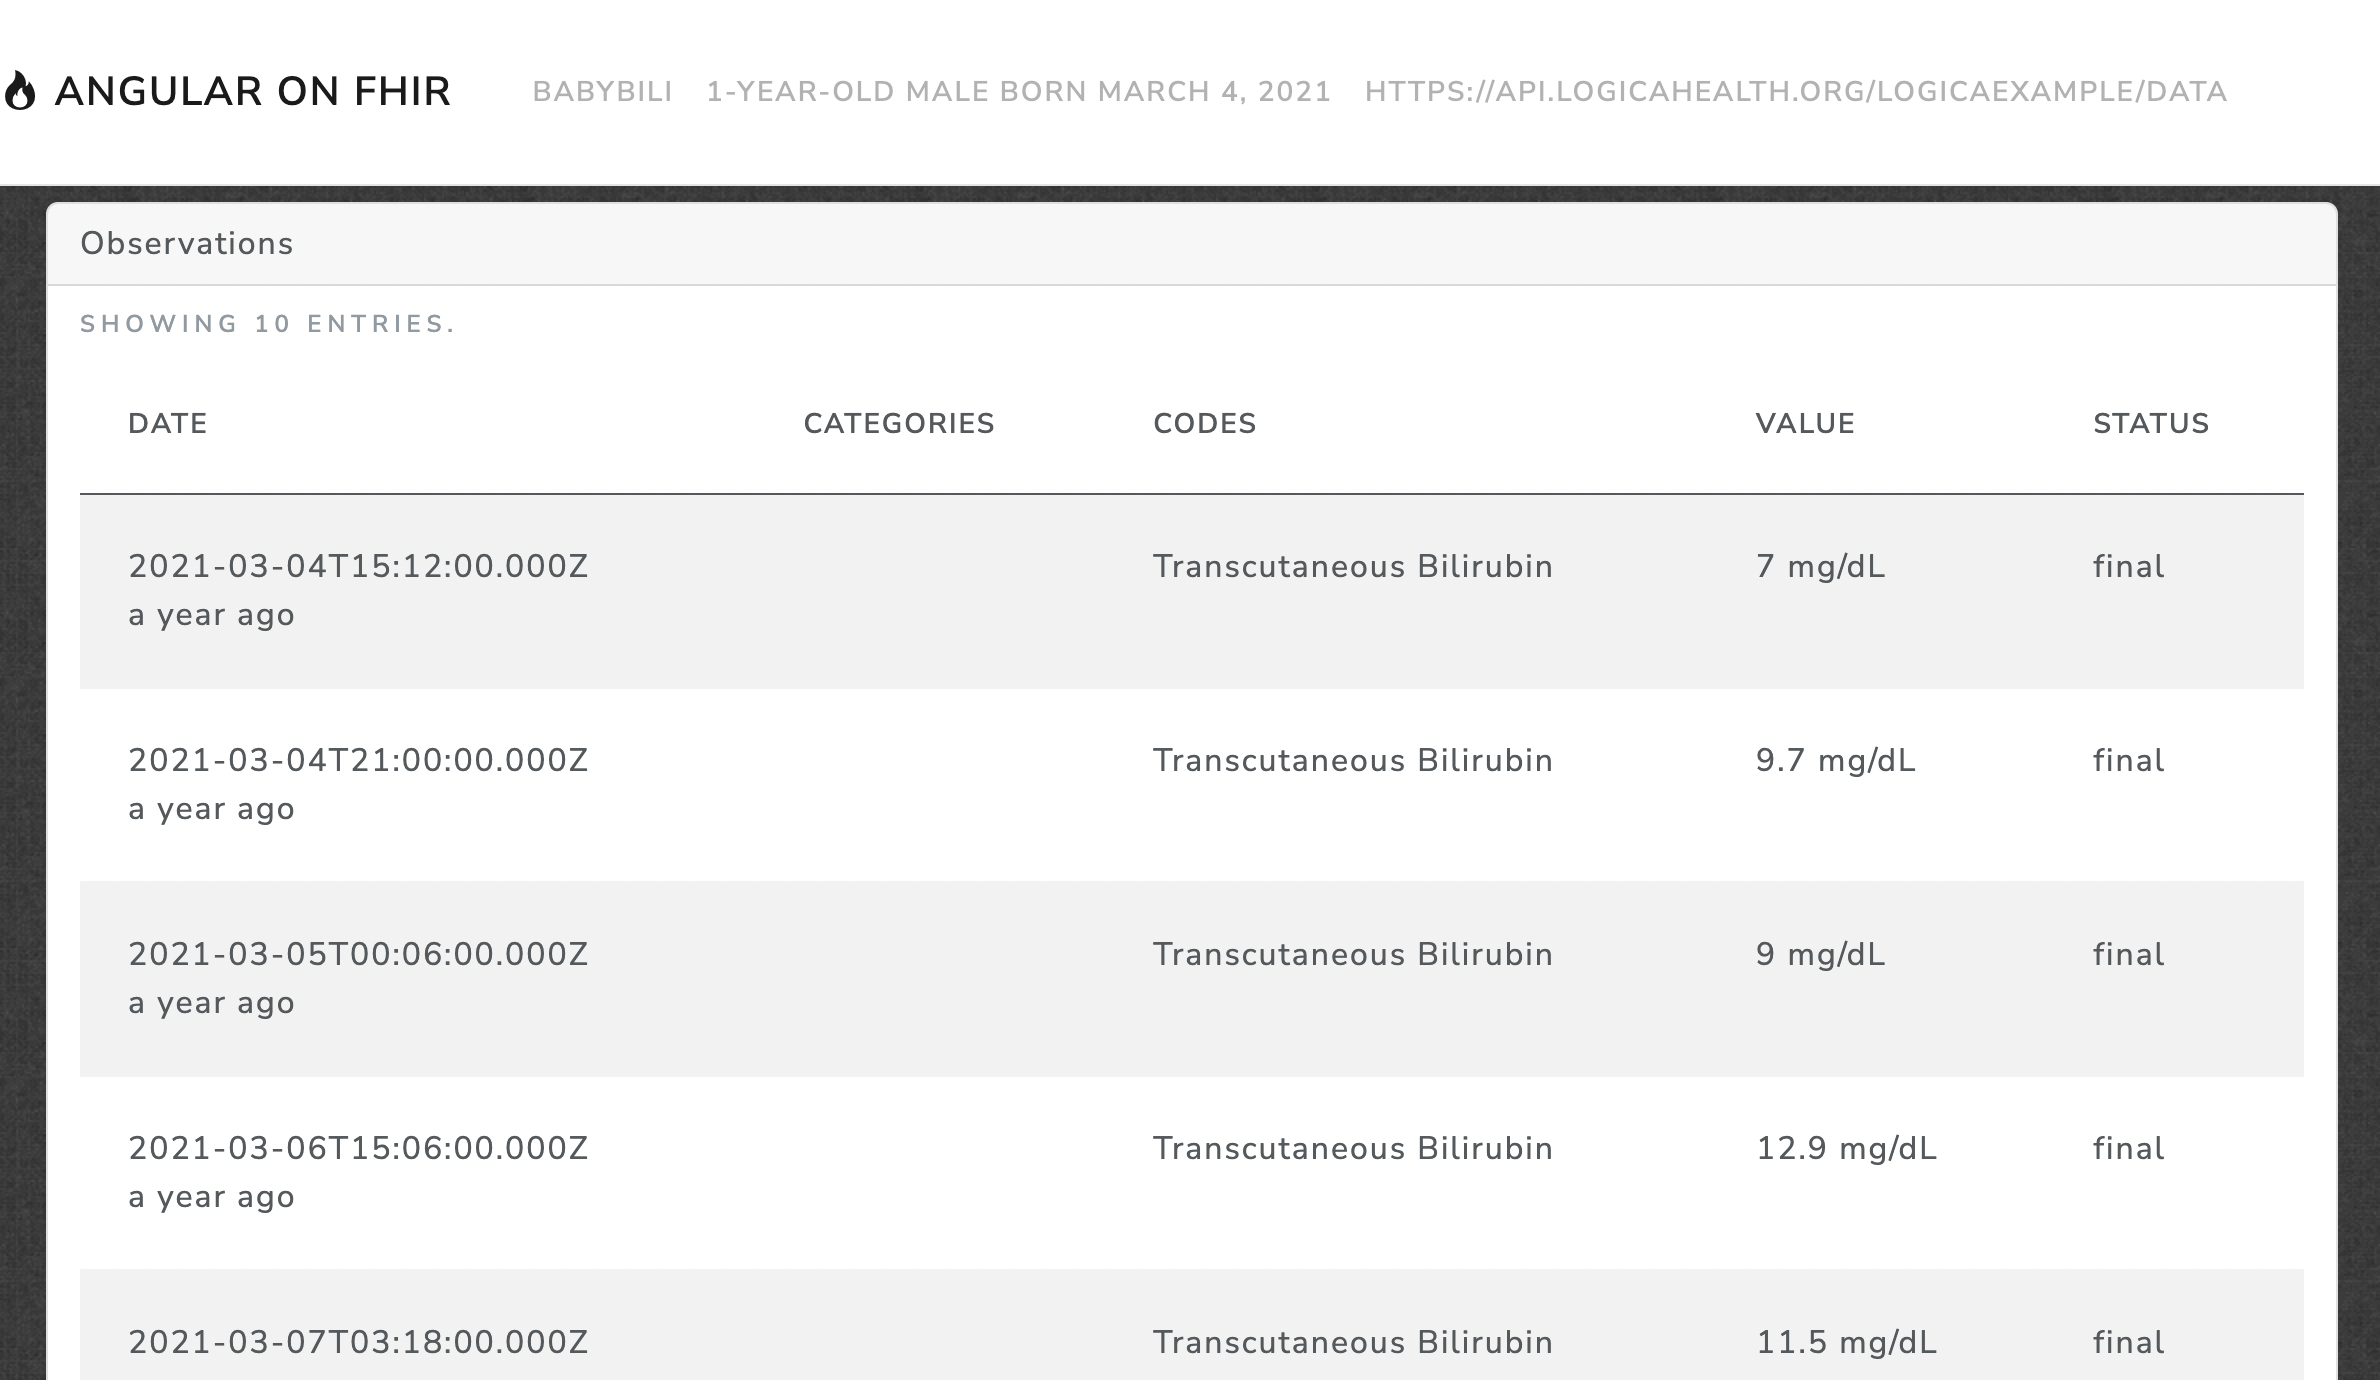 ANGULAR ON FHIR BABYBILI 1-YEAR-OLD MALE BORN MARCH 4, 2021 HTTPS://API.LOGICAHEALTH.ORG/LOGICAEXAMPLE/DATA
Observations
SHOWING 10 ENTRIES.
DATE CATEGORIES CODES VALUE STATUS
2021-03-04T15:12:00.000Z Transcutaneous Bilirubin 7 mg/dL final
a year ago
2021-03-04T21:00:00.000Z Transcutaneous Bilirubin 9.7 mg/dL final
a year ago
2021-03-05T00:06:00.000Z Transcutaneous Bilirubin 9 mg/dL final
a year ago
2021-03-06T15:06:00.000Z Transcutaneous Bilirubin 12.9 mg/dL final
a year ago
2021-03-07T03:18:00.000Z Transcutaneous Bilirubin 11.5 mg/dL final